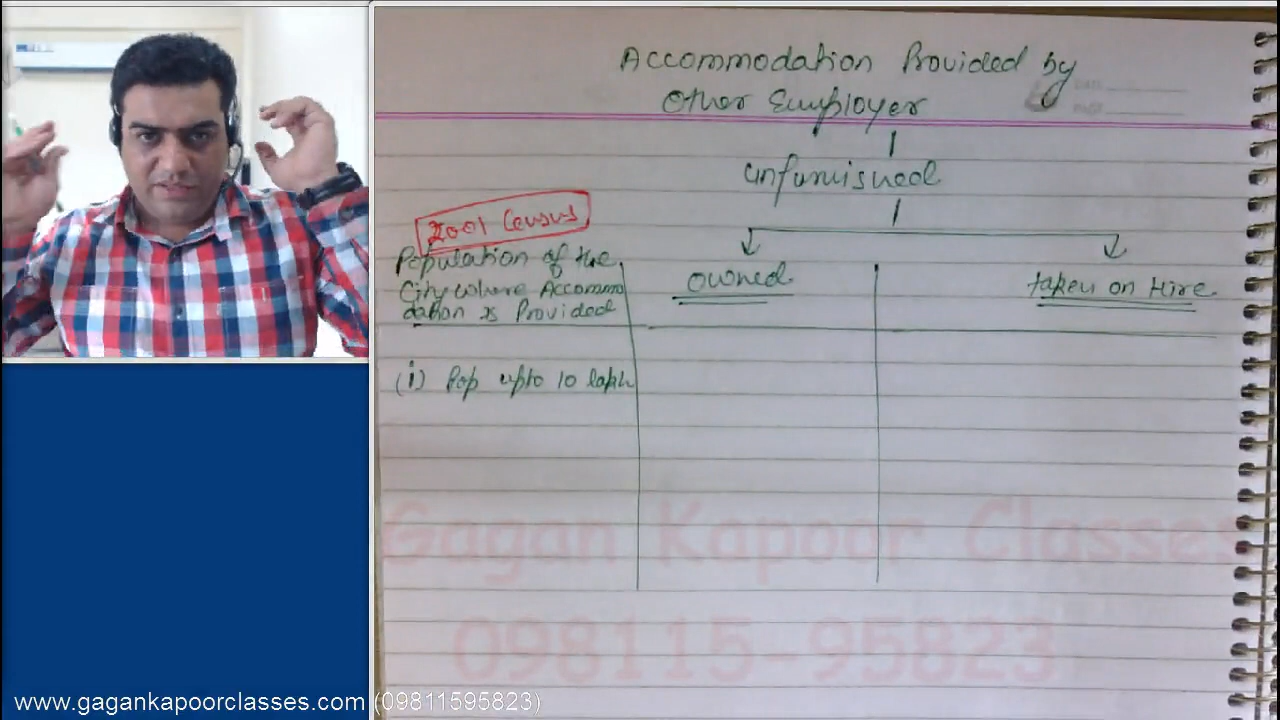 Accommodation Provided by
Other Employer
unfurnished
2001 Census
Population of the
City where Accommo
dation is Provided
owned
taken on Hire
(i) Pop upto 10 lakh
Gagan Kapoor Classes
098115-95823
www.gagankapoorclasses.com (09811595823)